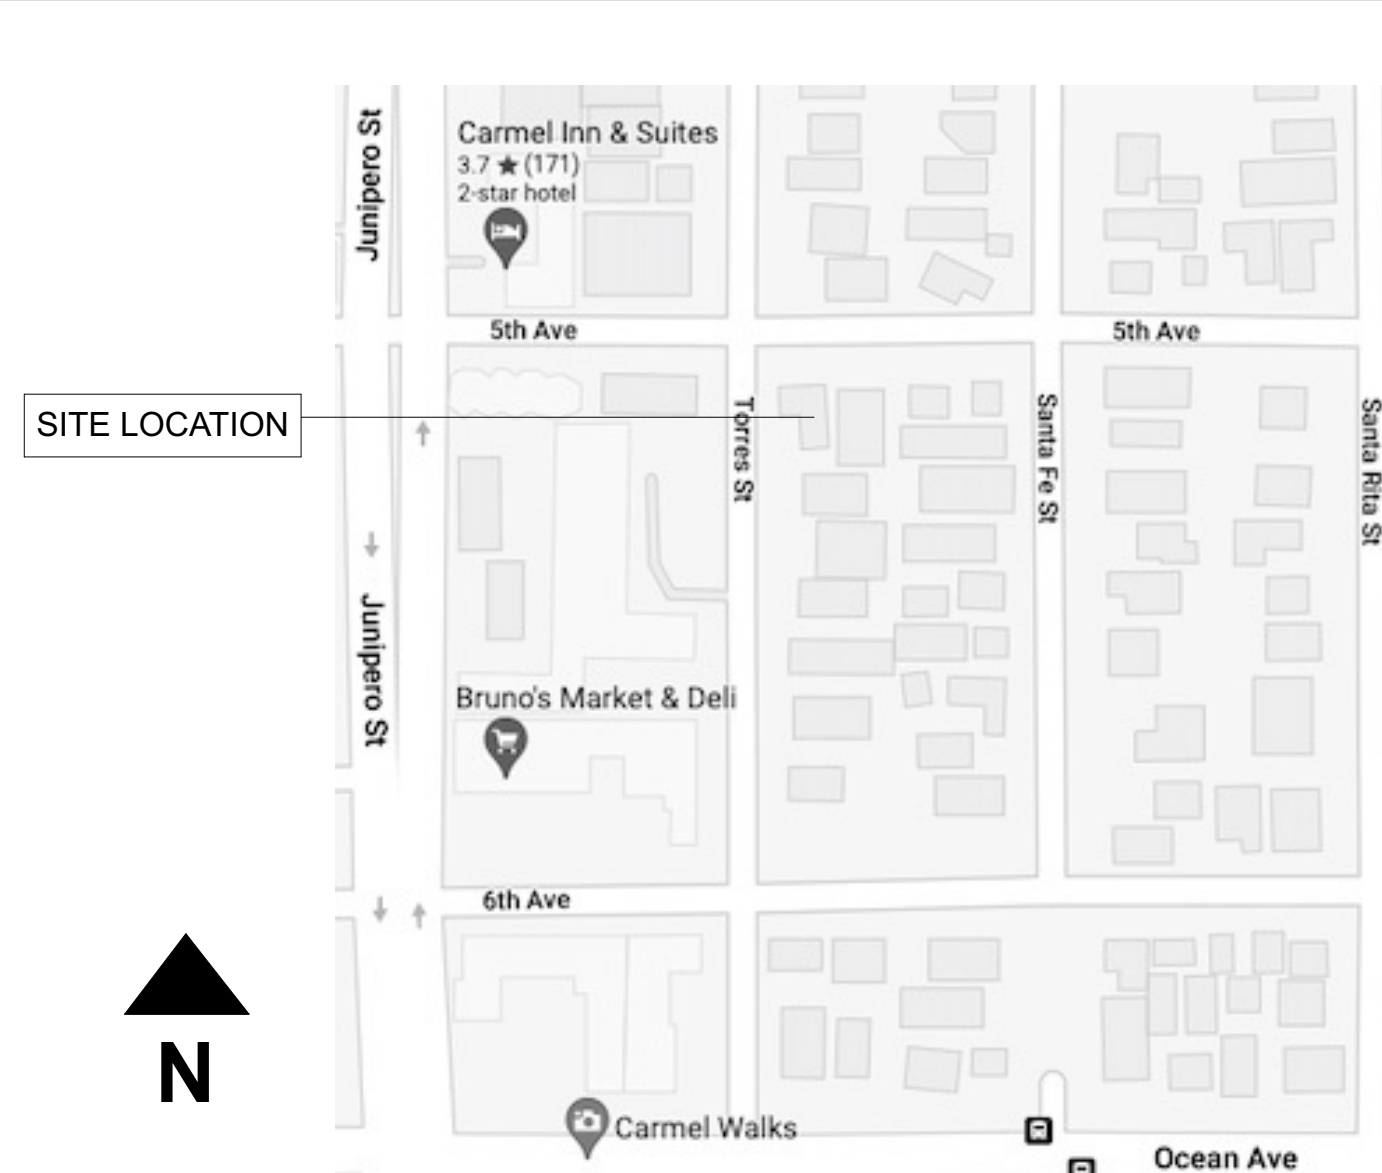 Junipero St
Carmel Inn & Suites
3.7 ★ (171)
2-star hotel
5th Ave
5th Ave
SITE LOCATION
Torres St
Santa Fe St
Santa Rita St
Junipero St
Bruno's Market & Deli
6th Ave
N
Carmel Walks
Ocean Ave